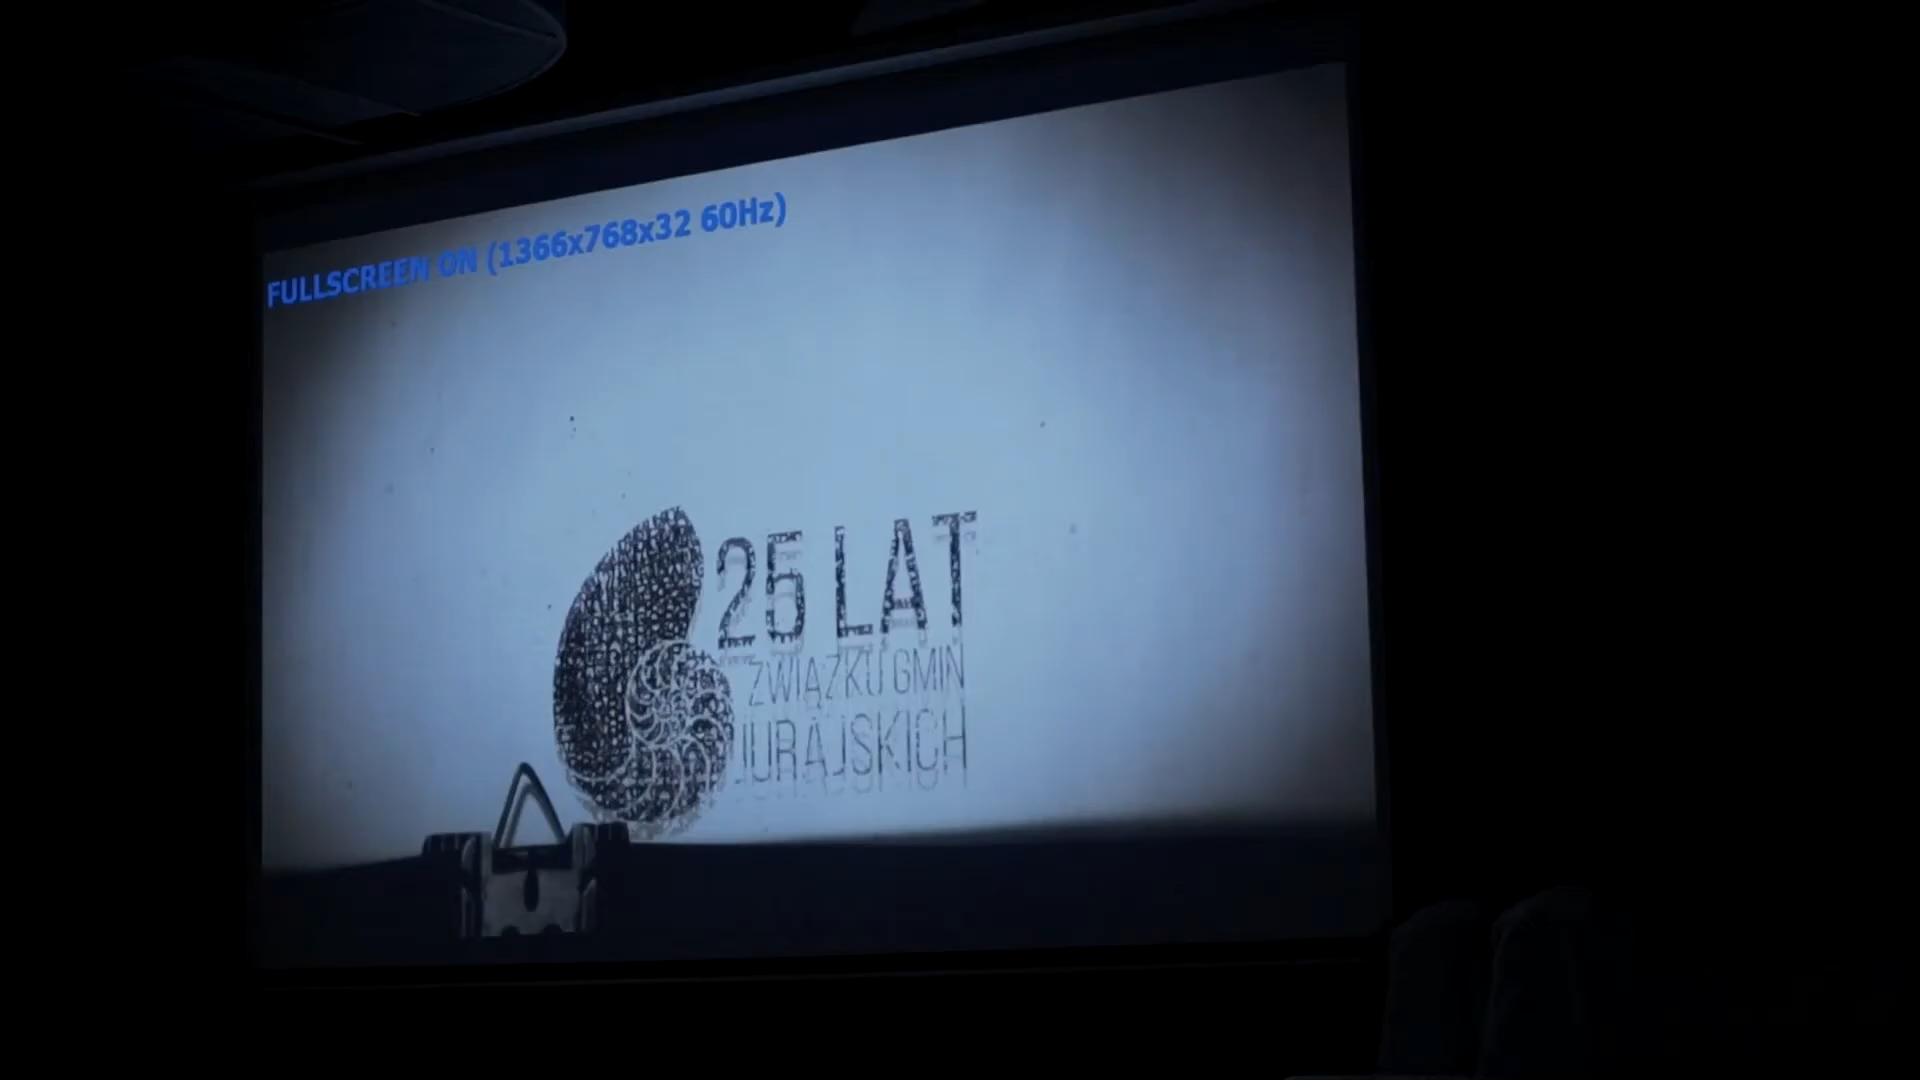 FULLSCREEN ON (1366x768x32 60Hz)
25 LAT
ZWIĄZKU GMIN
JURAJSKICH